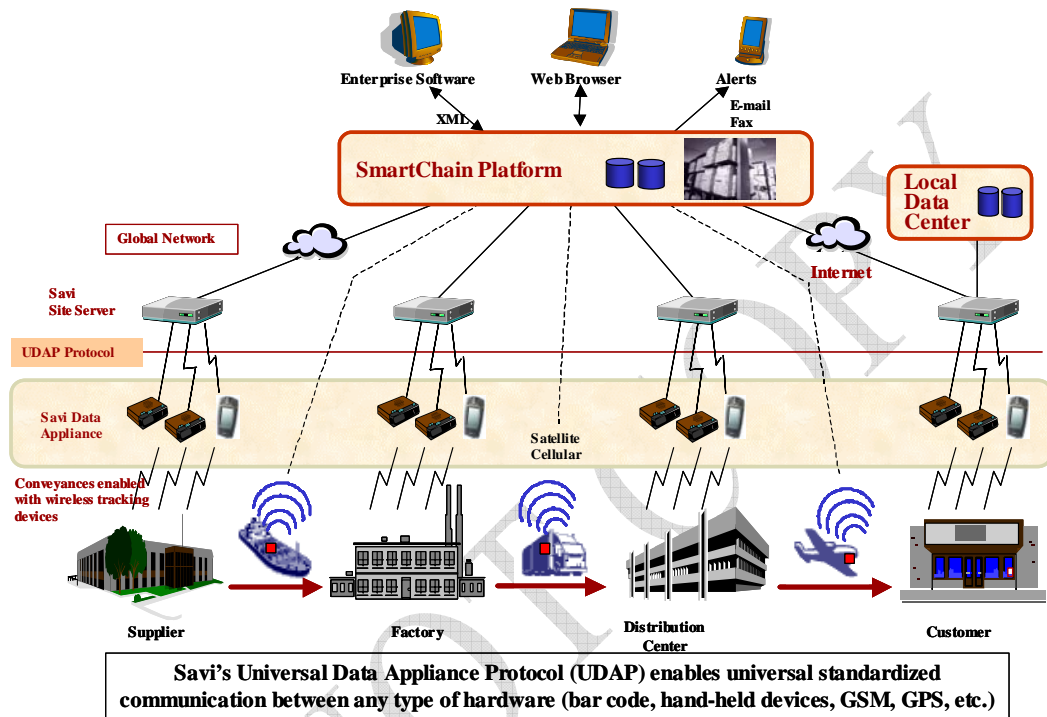 Enterprise Software
Web Browser
Alerts
XML
E-mail
Fax
SmartChain Platform
Local
Data
Center
Global Network
Internet
Savi
Site Server
UDAP Protocol
Savi Data
Appliance
Satellite
Cellular
Conveyances enabled
with wireless tracking
devices
Supplier
Factory
Distribution
Center
Customer
Savi's Universal Data Appliance Protocol (UDAP) enables universal standardized
communication between any type of hardware (bar code, hand-held devices, GSM, GPS, etc.)